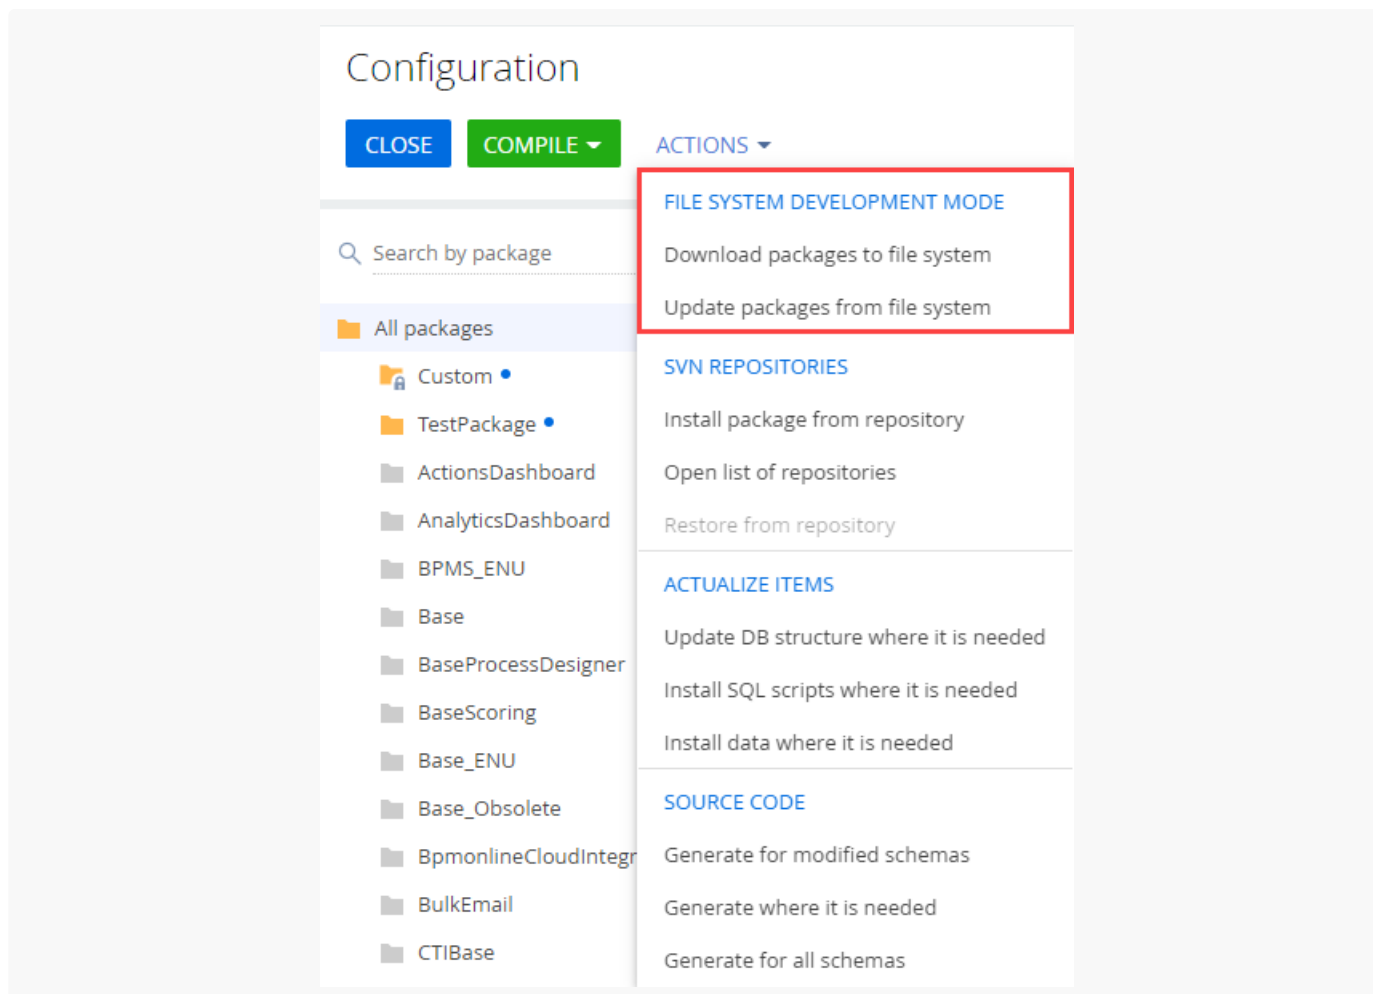 Configuration
CLOSE
COMPILE
ACTIONS
Search by package
All packages
Custom
TestPackage
ActionsDashboard
AnalyticsDashboard
BPMS_ENU
Base
BaseProcessDesigner
BaseScoring
Base_ENU
Base_Obsolete
BpmonlineCloudIntegr
BulkEmail
CTIBase
FILE SYSTEM DEVELOPMENT MODE
Download packages to file system
Update packages from file system
SVN REPOSITORIES
Install package from repository
Open list of repositories
Restore from repository
ACTUALIZE ITEMS
Update DB structure where it is needed
Install SQL scripts where it is needed
Install data where it is needed
SOURCE CODE
Generate for modified schemas
Generate where it is needed
Generate for all schemas